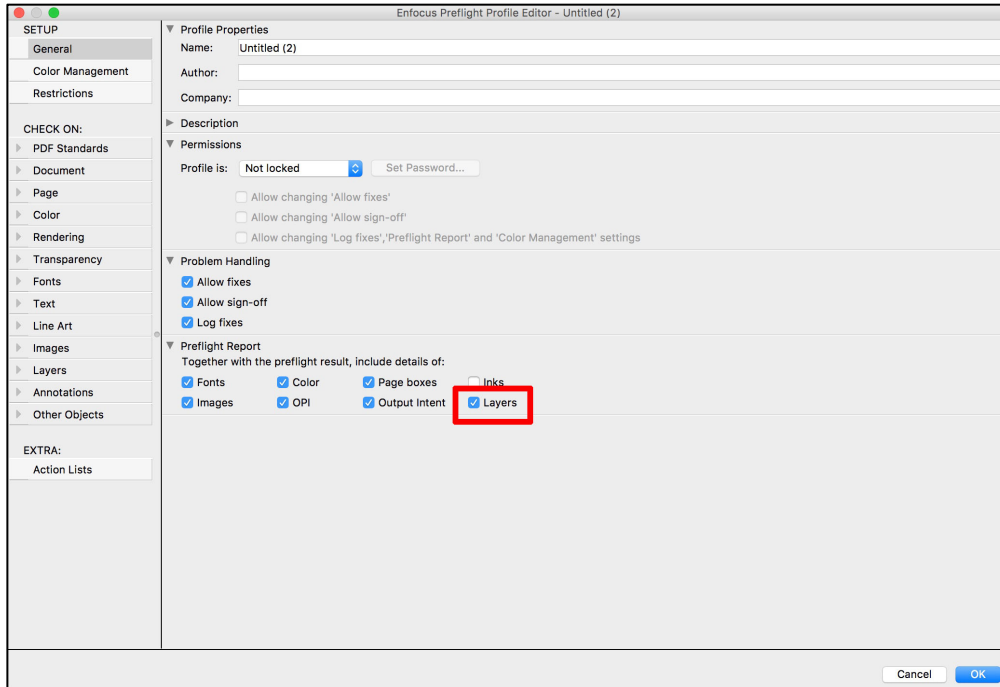 Enfocus Preflight Profile Editor - Untitled (2)
SETUP
General
Color Management
Restrictions
CHECK ON:
PDF Standards
Document
Page
Color
Rendering
Transparency
Fonts
Text
Line Art
Images
Layers
Annotations
Other Objects
EXTRA:
Action Lists
Profile Properties
Name: Untitled (2)
Author:
Company:
Description
Permissions
Profile is: Not locked Set Password...
Allow changing 'Allow fixes'
Allow changing 'Allow sign-off'
Allow changing 'Log fixes','Preflight Report' and 'Color Management' settings
Problem Handling
Allow fixes
Allow sign-off
Log fixes
Preflight Report
Together with the preflight result, include details of:
Fonts Color Page boxes Inks
Images OPI Output Intent Layers
Cancel OK